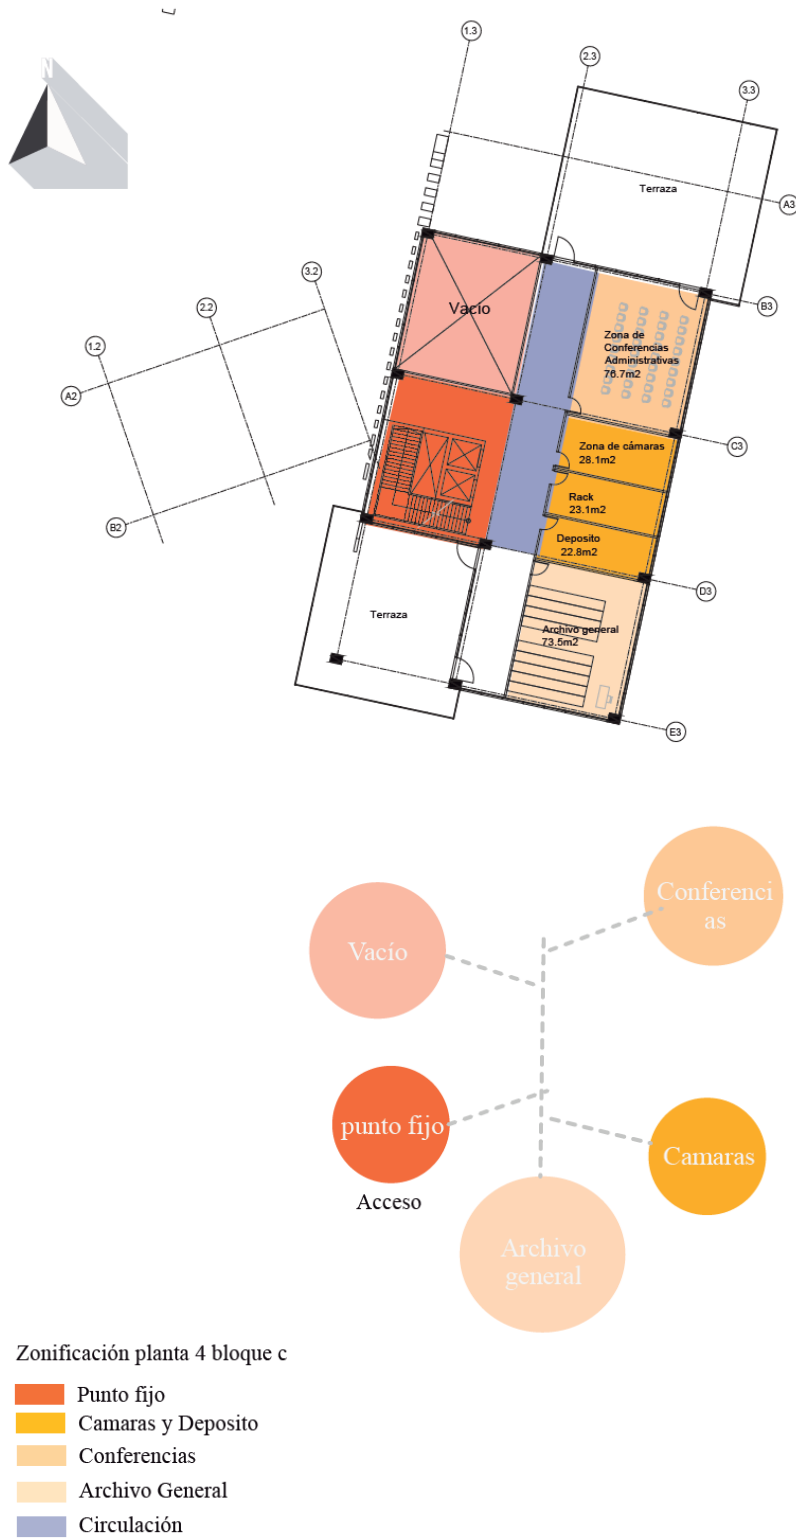 N
1.3
2.3
3.3
Terraza
A3
3.2
B3
2.2
Vacío
Zona de
Conferencias
Administrativas
76.7m2
1.2
A2
C3
Zona de cámaras
28.1m2
Rack
23.1m2
B2
Deposito
22.8m2
D3
Terraza
Archivo general
73.5m2
E3
Conferenci
as
Vacío
punto fijo
Camaras
Acceso
Archivo
general
Zonificación planta 4 bloque c
Punto fijo
Camaras y Deposito
Conferencias
Archivo General
Circulación